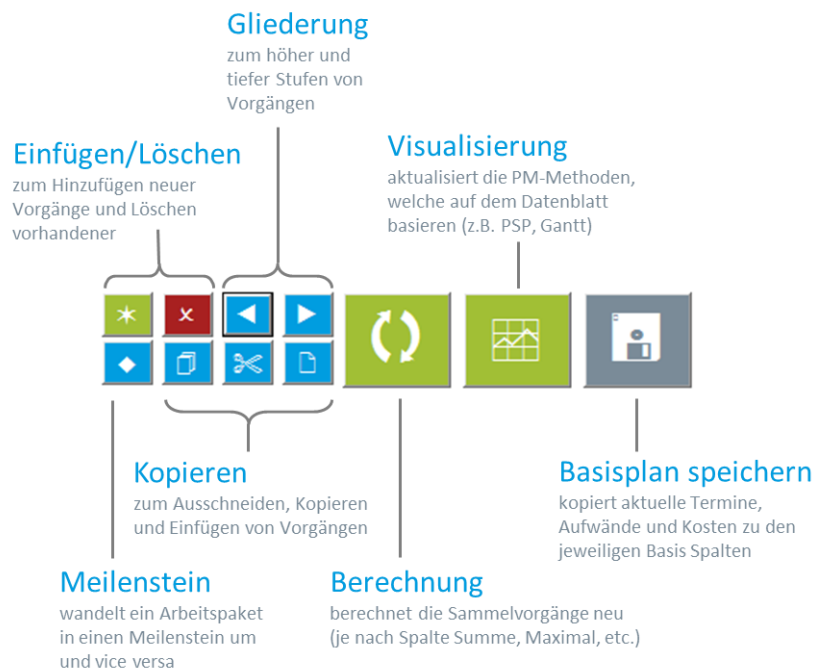 Gliederung
zum höher und
tiefer Stufen von
Vorgängen
Einfügen/Löschen
zum Hinzufügen neuer
Vorgänge und Löschen
vorhandener
Visualisierung
aktualisiert die PM-Methoden,
welche auf dem Datenblatt
basieren (z.B. PSP, Gantt)
Kopieren
zum Ausschneiden, Kopieren
und Einfügen von Vorgängen
Basisplan speichern
kopiert aktuelle Termine,
Aufwände und Kosten zu den
jeweiligen Basis Spalten
Meilenstein
wandelt ein Arbeitspaket
in einen Meilenstein um
und vice versa
Berechnung
berechnet die Sammelvorgänge neu
(je nach Spalte Summe, Maximal, etc.)